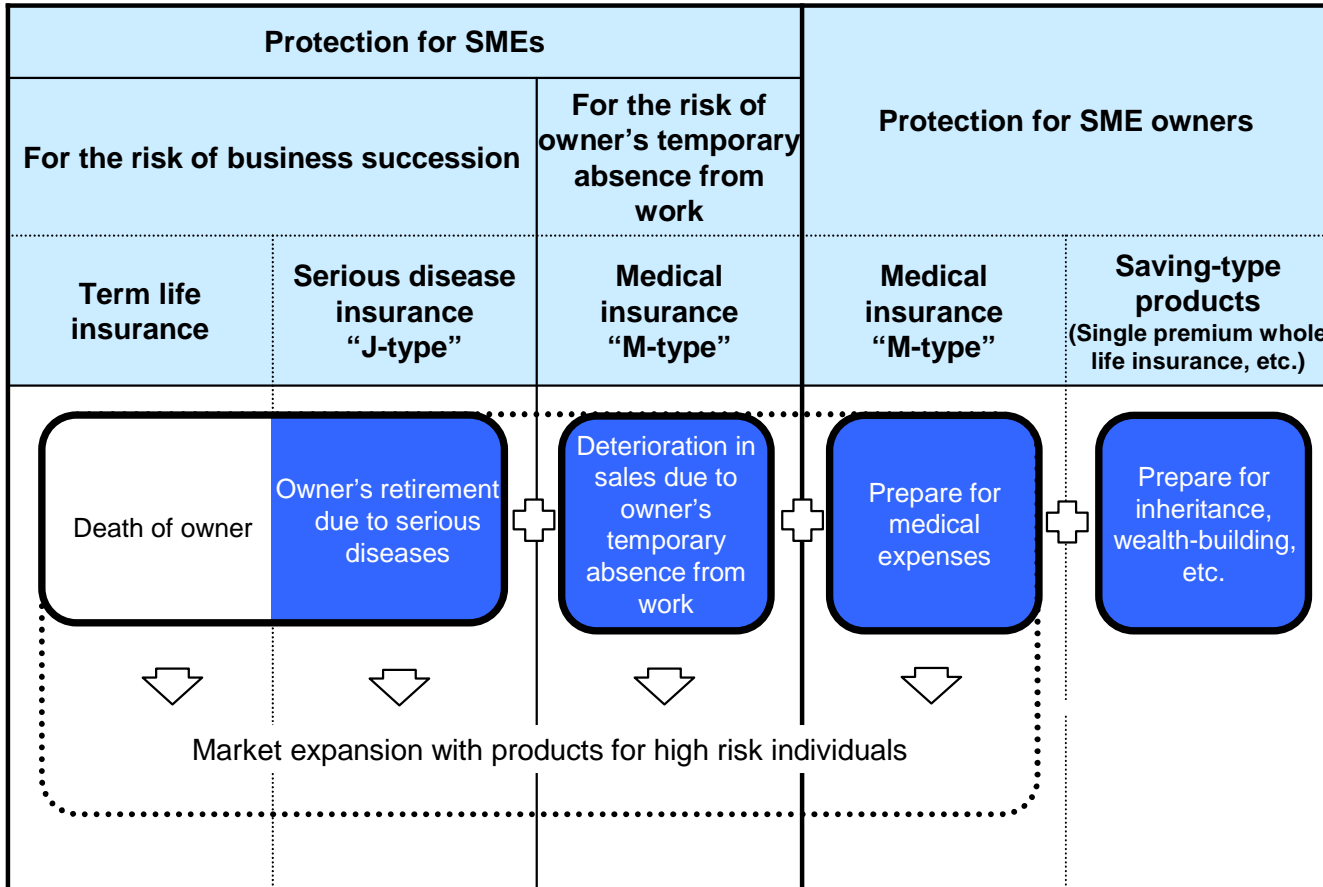 Protection for SMEs
Protection for SME owners
For the risk of business succession
For the risk of
owner's temporary
absence from
work
Term life
insurance
Serious disease
insurance
“J-type”
Medical
insurance
“M-type”
Medical
insurance
“M-type”
Saving-type
products
(Single premium whole
life insurance, etc.)
Death of owner
Owner's retirement
due to serious
diseases
Deterioration in
sales due to
owner's
temporary
absence from
work
Prepare for
medical
expenses
Prepare for
inheritance,
wealth-building,
etc.
Market expansion with products for high risk individuals